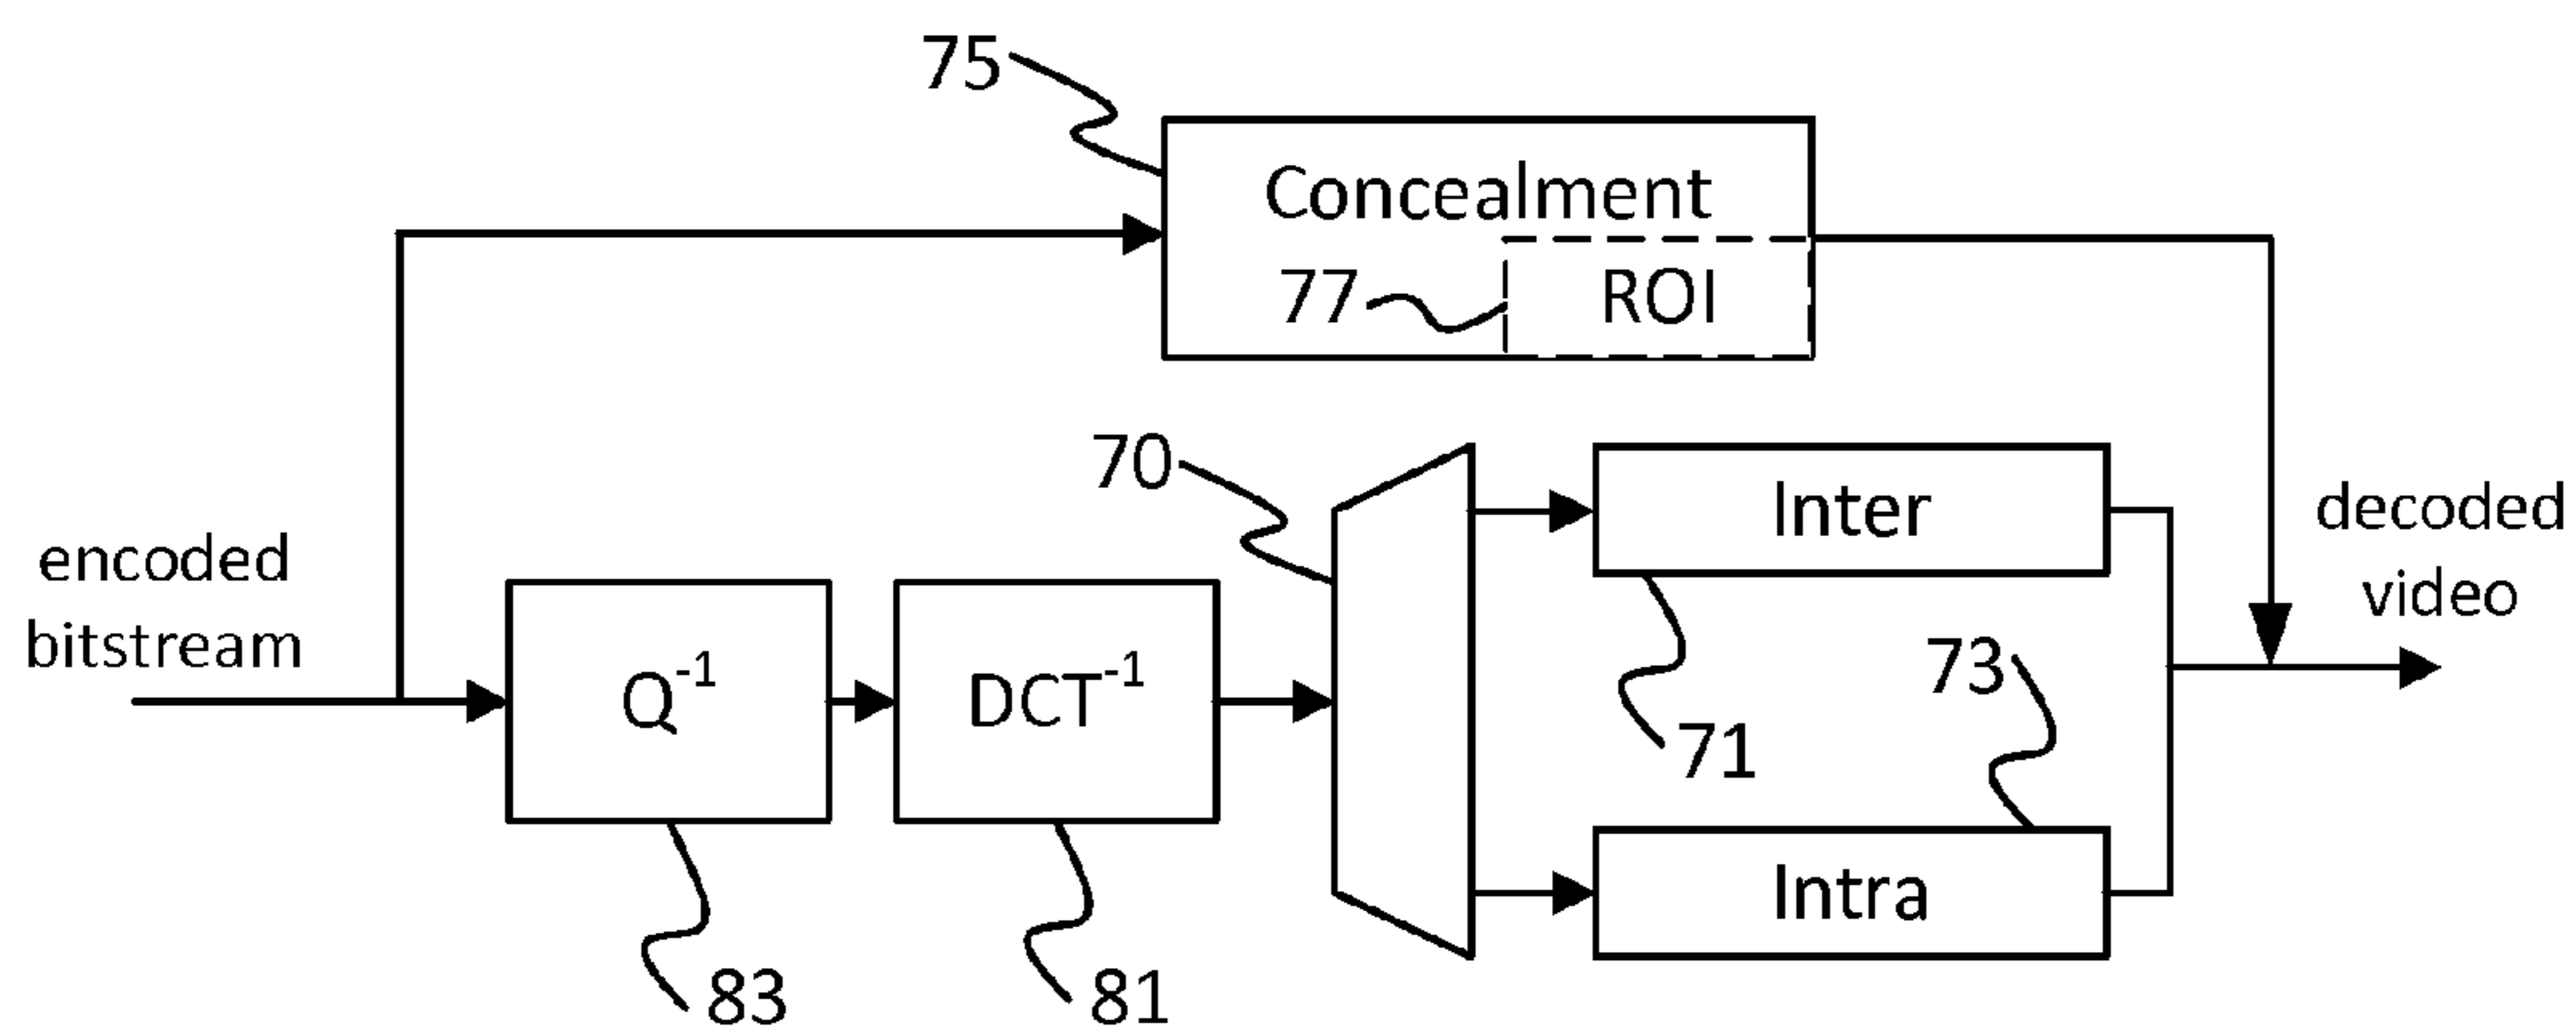 75
Concealment
77
ROI
70
Inter
decoded
video
encoded
bitstream
Q-1
DCT-1
73
71
Intra
83
81